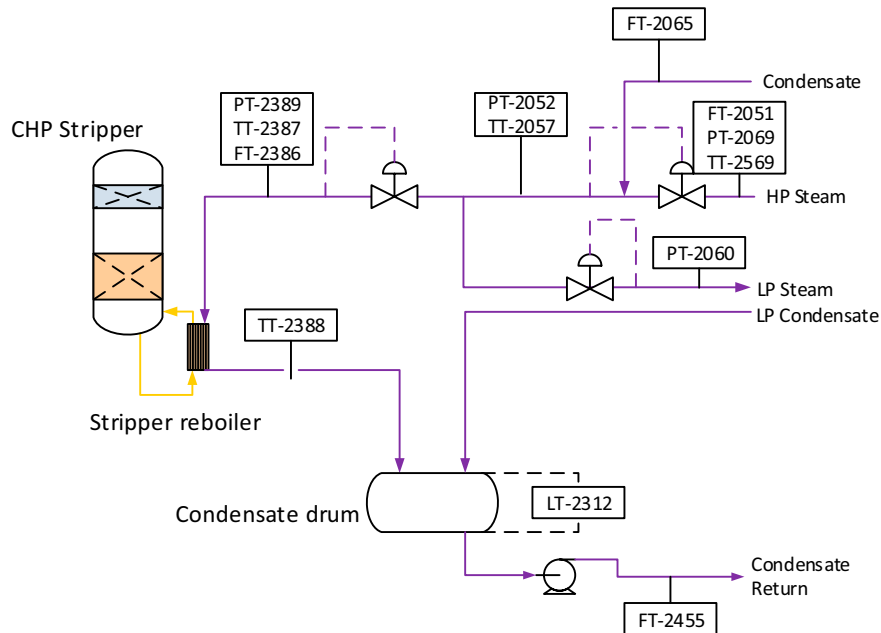 FT-2065
Condensate
PT-2389
TT-2387
FT-2386
PT-2052
TT-2057
FT-2051
PT-2069
TT-2569
CHP Stripper
HP Steam
PT-2060
LP Steam
LP Condensate
TT-2388
Stripper reboiler
LT-2312
Condensate drum
Condensate
Return
FT-2455